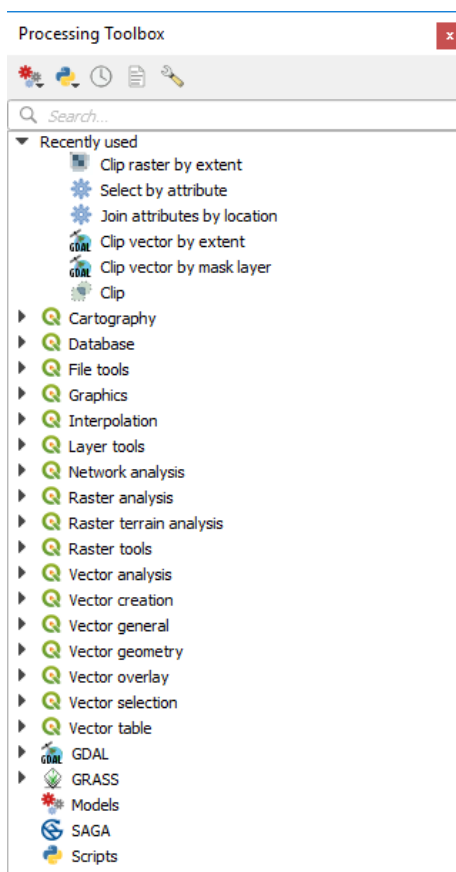 Processing Toolbox
x
Search...
Recently used
Clip raster by extent
Select by attribute
Join attributes by location
GDAL Clip vector by extent
GDAL Clip vector by mask layer
Clip
Cartography
Database
File tools
Graphics
Interpolation
Layer tools
Network analysis
Raster analysis
Raster terrain analysis
Raster tools
Vector analysis
Vector creation
Vector general
Vector geometry
Vector overlay
Vector selection
Vector table
GDAL GDAL
GRASS
Models
SAGA
Scripts